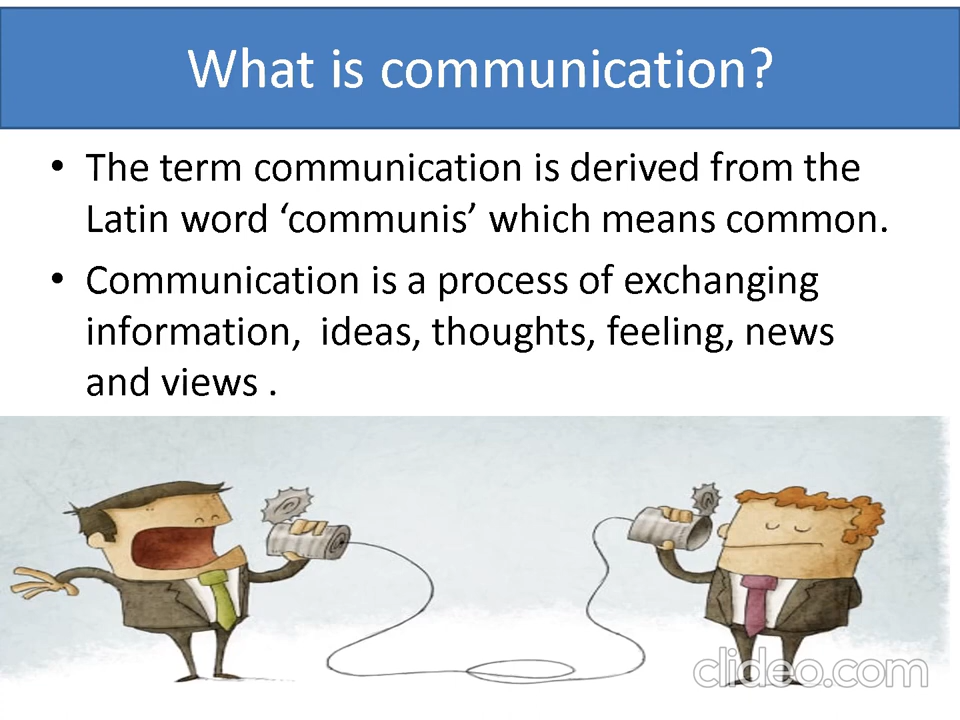 What is communication?
• The term communication is derived from the
Latin word ‘communis’ which means common.
• Communication is a process of exchanging
information,  ideas, thoughts, feeling, news
and views .
clideo.com